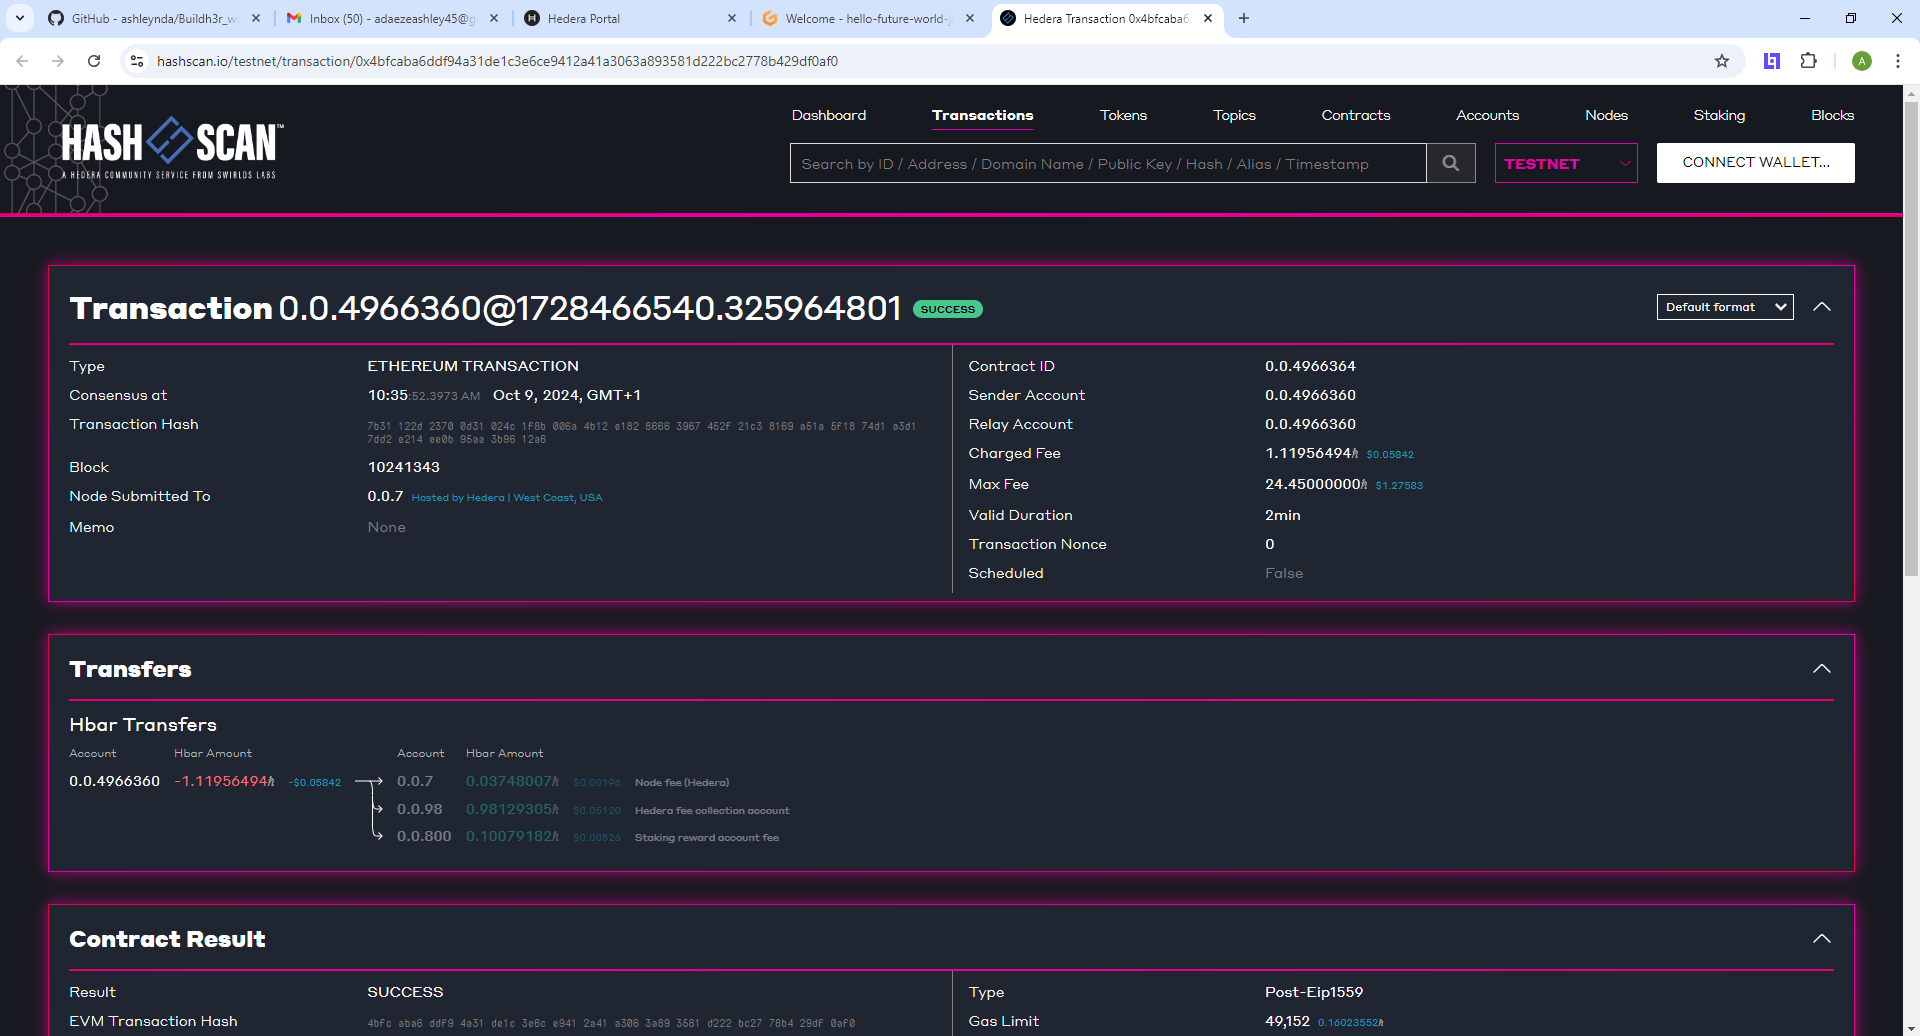 GitHub - ashleynda/Buildh3r_w
Inbox (50) - adaezeashley45@g
Hedera Portal
Welcome - hello-future-world-j
Hedera Transaction 0x4bfcaba6
hashscan.io/testnet/transaction/0x4bfcaba6ddf94a31de1c3e6ce9412a41a3063a893581d222bc2778b429df0af0
A
HASH SCAN™
A HEDERA COMMUNITY SERVICE FROM SWIRLDS LABS
Dashboard Transactions Tokens Topics Contracts Accounts Nodes Staking Blocks
Search by ID / Address / Domain Name / Public Key / Hash / Alias / Timestamp
TESTNET
CONNECT WALLET...
Transaction 0.0.4966360@1728466540.325964801 SUCCESS
Default format
Type ETHEREUM TRANSACTION
Consensus at 10:35:52.3973 AM Oct 9, 2024, GMT+1
Transaction Hash 7b31 122d 2370 0d31 024c 1f8b 006a 4b12 e182 8666 3967 452f 21c3 8169 a51a 5f18 74d1 a3d1
7dd2 e214 ee0b 95aa 3b96 12a6
Block 10241343
Node Submitted To 0.0.7 Hosted by Hedera | West Coast, USA
Memo None
Contract ID 0.0.4966364
Sender Account 0.0.4966360
Relay Account 0.0.4966360
Charged Fee 1.11956494ℏ $0.05842
Max Fee 24.45000000ℏ $1.27583
Valid Duration 2min
Transaction Nonce 0
Scheduled False
Transfers
Hbar Transfers
Account Hbar Amount Account Hbar Amount
0.0.4966360 -1.11956494ℏ -$0.05842 0.0.7 0.03748007ℏ $0.00196 Node fee (Hedera)
0.0.98 0.98129305ℏ $0.05120 Hedera fee collection account
0.0.800 0.10079182ℏ $0.00526 Staking reward account fee
Contract Result
Result SUCCESS
EVM Transaction Hash 4bfc aba6 ddf9 4a31 de1c 3e6c e941 2a41 a306 3a89 3581 d222 bc27 78b4 29df 0af0
Type Post-Eip1559
Gas Limit 49,152 0.16023552ℏ